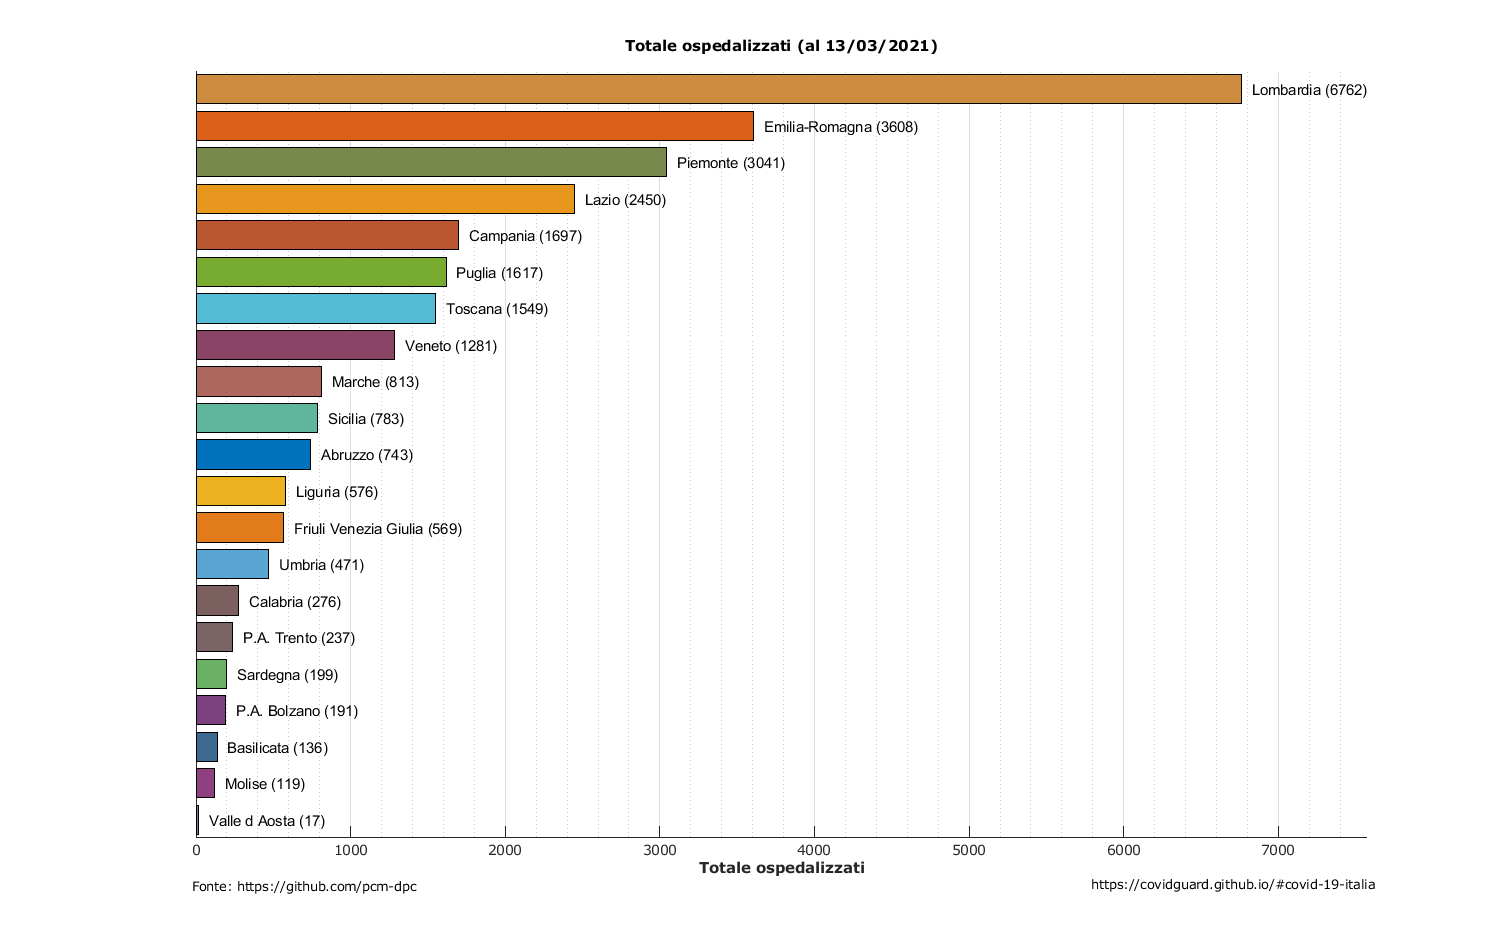 Totale ospedalizzati (al 13/03/2021)
Lombardia (6762)
Emilia-Romagna (3608)
Piemonte (3041)
Lazio (2450)
Campania (1697)
Puglia (1617)
Toscana (1549)
Veneto (1281)
Marche (813)
Sicilia (783)
Abruzzo (743)
Liguria (576)
Friuli Venezia Giulia (569)
Umbria (471)
Calabria (276)
P.A. Trento (237)
Sardegna (199)
P.A. Bolzano (191)
Basilicata (136)
Molise (119)
Valle d Aosta (17)
0 1000 2000 3000 4000 5000 6000 7000
Totale ospedalizzati
Fonte: https://github.com/pcm-dpc
https://covidguard.github.io/#covid-19-italia